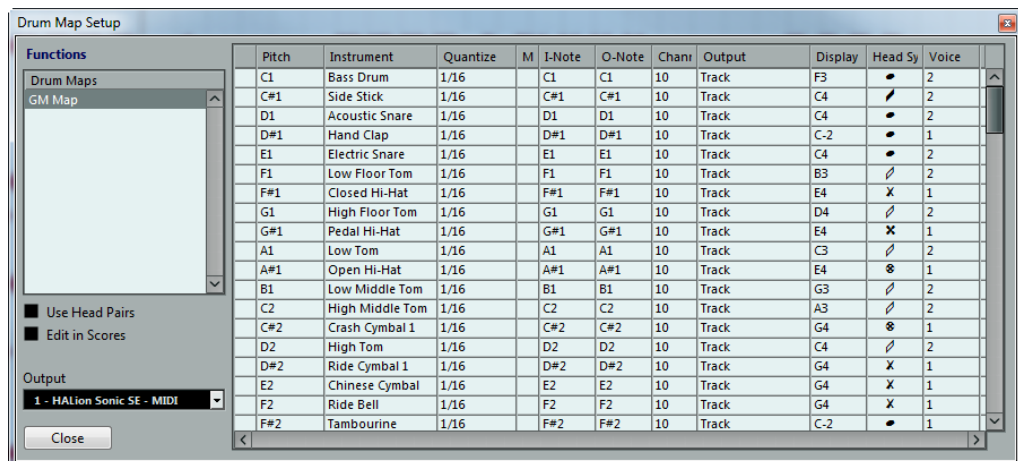 Drum Map Setup
Functions
Drum Maps
GM Map
Use Head Pairs
Edit in Scores
Output
1 - HALion Sonic SE - MIDI
Close
Pitch Instrument Quantize M I-Note O-Note Chanr Output Display Head Sy Voice
C1 Bass Drum 1/16 C1 C1 10 Track F3 2
C#1 Side Stick 1/16 C#1 C#1 10 Track C4 2
D1 Acoustic Snare 1/16 D1 D1 10 Track C4 2
D#1 Hand Clap 1/16 D#1 D#1 10 Track C-2 1
E1 Electric Snare 1/16 E1 E1 10 Track C4 2
F1 Low Floor Tom 1/16 F1 F1 10 Track B3 2
F#1 Closed Hi-Hat 1/16 F#1 F#1 10 Track E4 1
G1 High Floor Tom 1/16 G1 G1 10 Track D4 2
G#1 Pedal Hi-Hat 1/16 G#1 G#1 10 Track E4 1
A1 Low Tom 1/16 A1 A1 10 Track C3 2
A#1 Open Hi-Hat 1/16 A#1 A#1 10 Track E4 1
B1 Low Middle Tom 1/16 B1 B1 10 Track G3 2
C2 High Middle Tom 1/16 C2 C2 10 Track A3 2
C#2 Crash Cymbal 1 1/16 C#2 C#2 10 Track G4 1
D2 High Tom 1/16 D2 D2 10 Track C4 2
D#2 Ride Cymbal 1 1/16 D#2 D#2 10 Track G4 1
E2 Chinese Cymbal 1/16 E2 E2 10 Track G4 1
F2 Ride Bell 1/16 F2 F2 10 Track G4 1
F#2 Tambourine 1/16 F#2 F#2 10 Track C-2 1